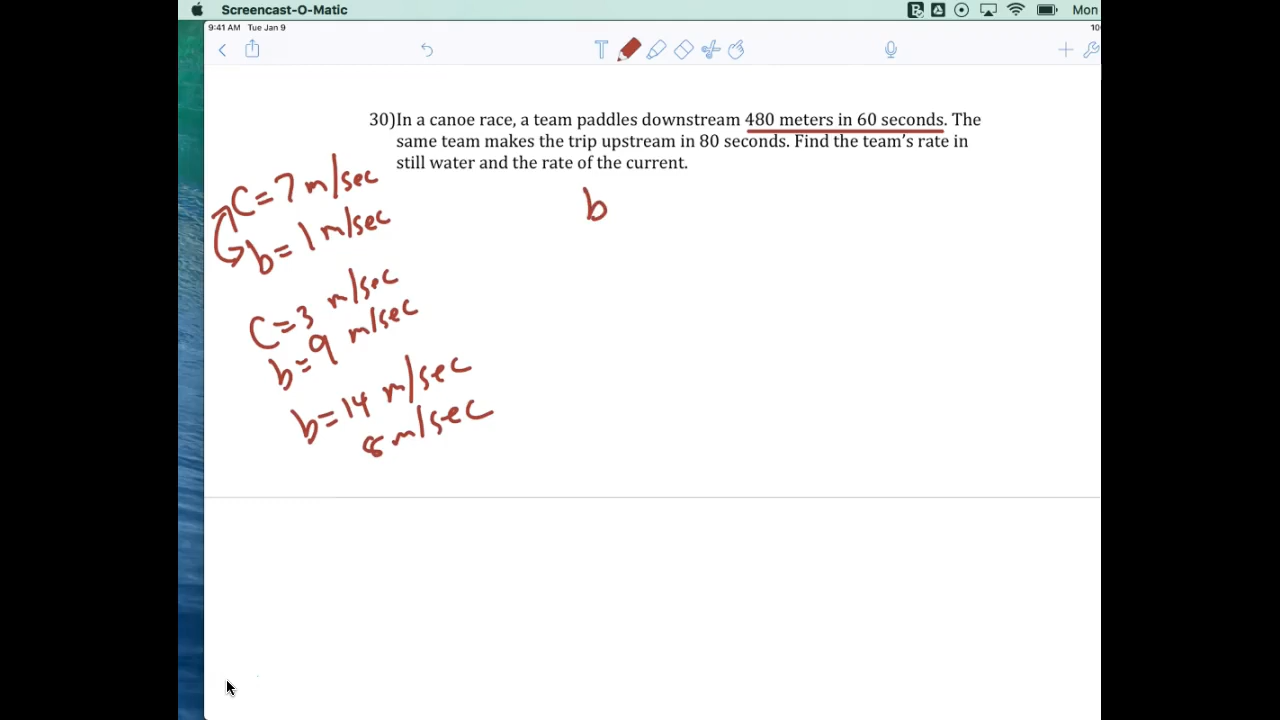 Screencast-O-Matic
Mon
9:41 AM Tue Jan 9
10
30)In a canoe race, a team paddles downstream 480 meters in 60 seconds. The
same team makes the trip upstream in 80 seconds. Find the team's rate in
still water and the rate of the current.
C=7 m/sec
b=1 m/sec
b
C=3 m/sec
b=9 m/sec
b=14 m/sec
8 m/sec